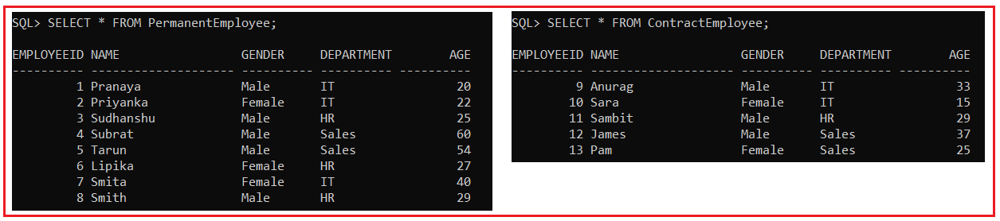 SQL> SELECT * FROM PermanentEmployee;
EMPLOYEEID NAME GENDER DEPARTMENT AGE
---------- -------------------- --------- ---------- ----------
1 Pranaya Male IT 20
2 Priyanka Female IT 22
3 Sudhanshu Male HR 25
4 Subrat Male Sales 60
5 Tarun Male Sales 54
6 Lipika Female HR 27
7 Smita Female IT 40
8 Smith Male HR 29
SQL> SELECT * FROM ContractEmployee;
EMPLOYEEID NAME GENDER DEPARTMENT AGE
---------- -------------------- ---------- ---------- ----------
9 Anurag Male IT 33
10 Sara Female IT 15
11 Sambit Male HR 29
12 James Male Sales 37
13 Pam Female Sales 25